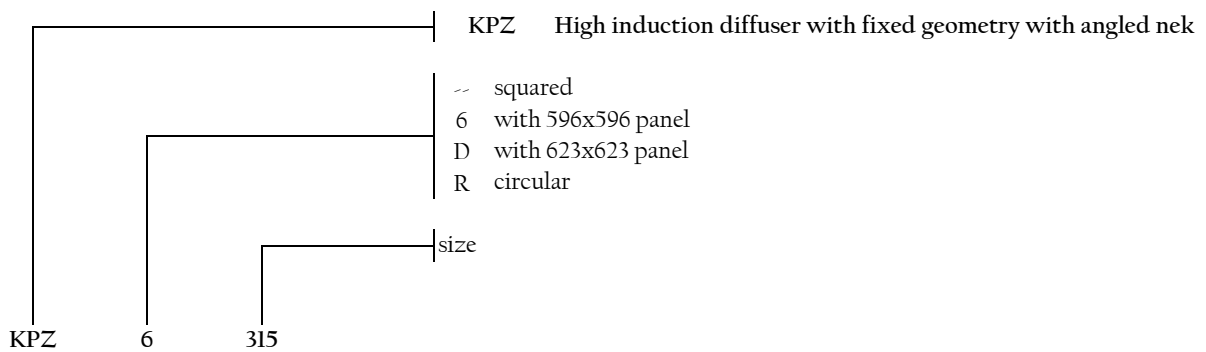 KPZ High induction diffuser with fixed geometry with angled nek
-- squared
6 with 596x596 panel
D with 623x623 panel
R circular
size
KPZ 6 315